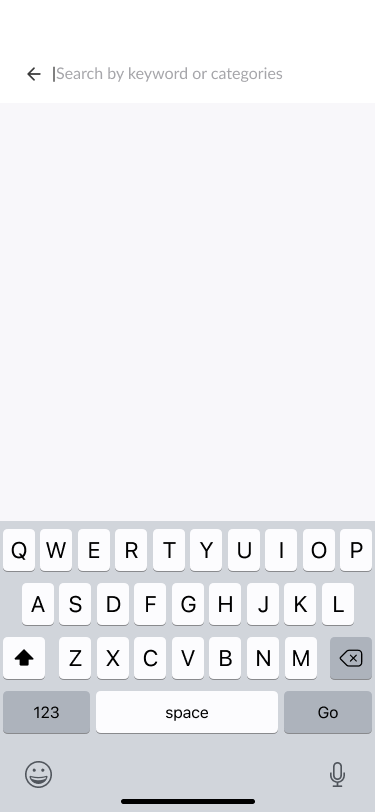 Search by keyword or categories
Q W E R T Y U I O P
A S D F G H J K L
Z X C V B N M
123 space Go